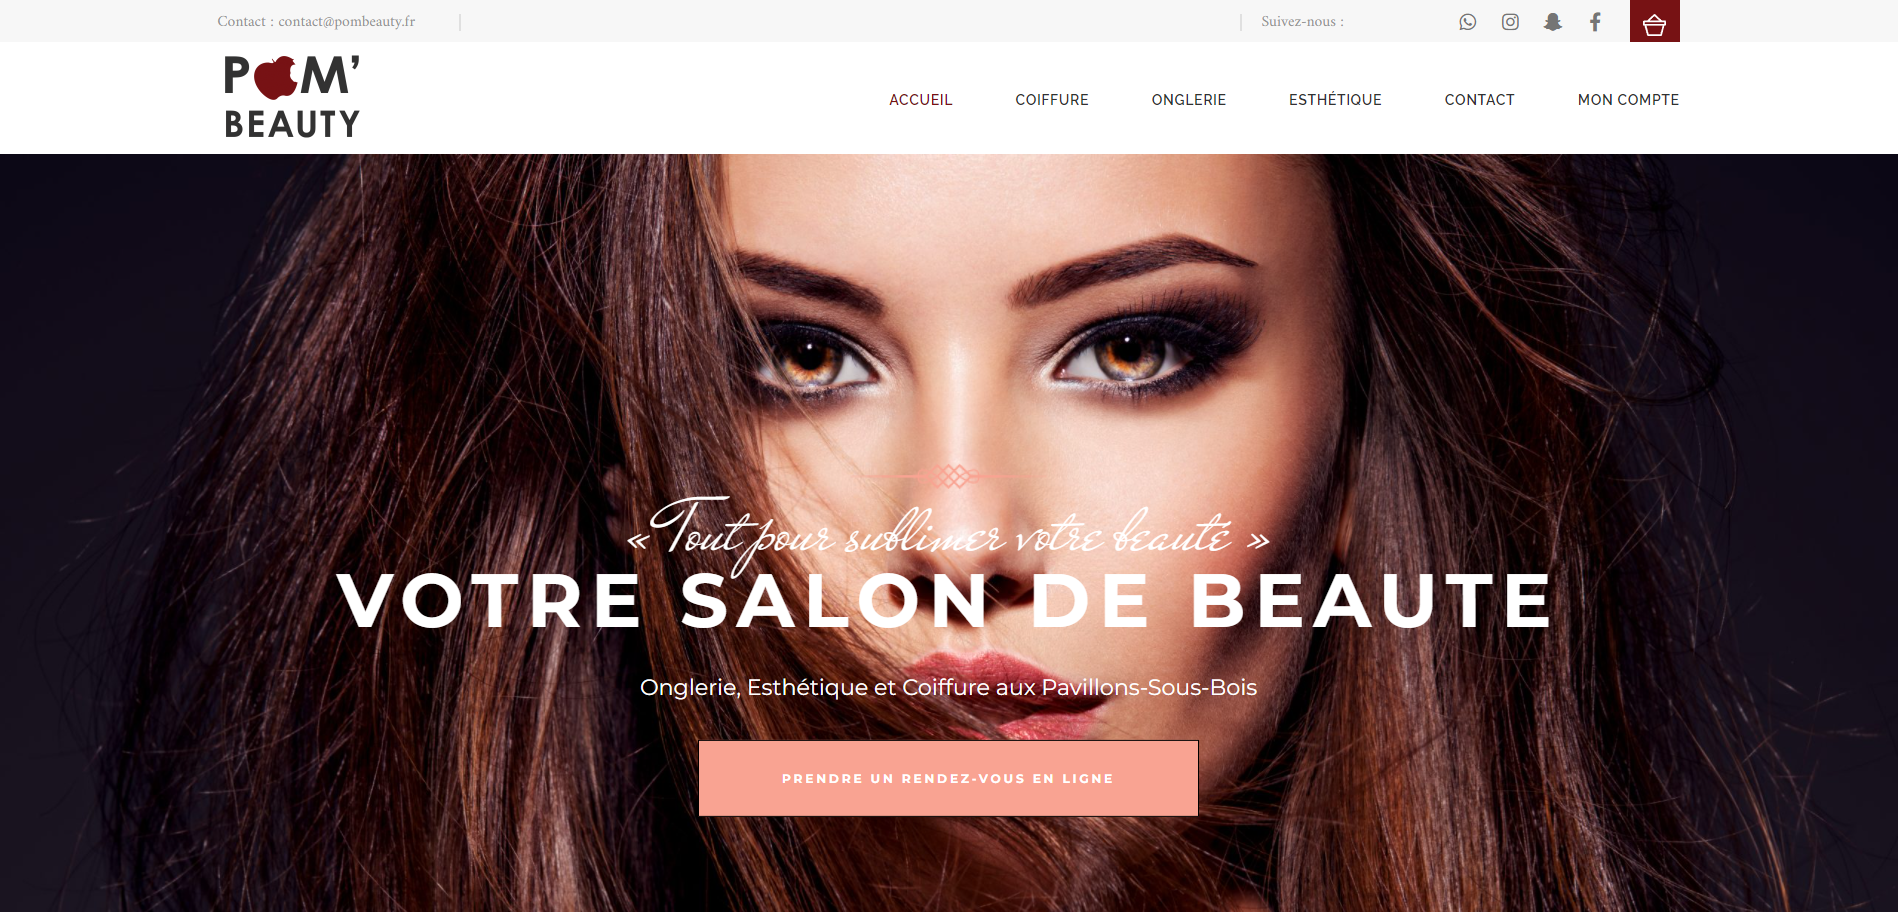 Contact : contact@pombeauty.fr
Suivez-nous :
POM'
BEAUTY
ACCUEIL
COIFFURE
ONGLERIE
ESTHÉTIQUE
CONTACT
MON COMPTE
« Tout pour sublimer votre beauté »
VOTRE SALON DE BEAUTE
Onglerie, Esthétique et Coiffure aux Pavillons-Sous-Bois
PRENDRE UN RENDEZ-VOUS EN LIGNE